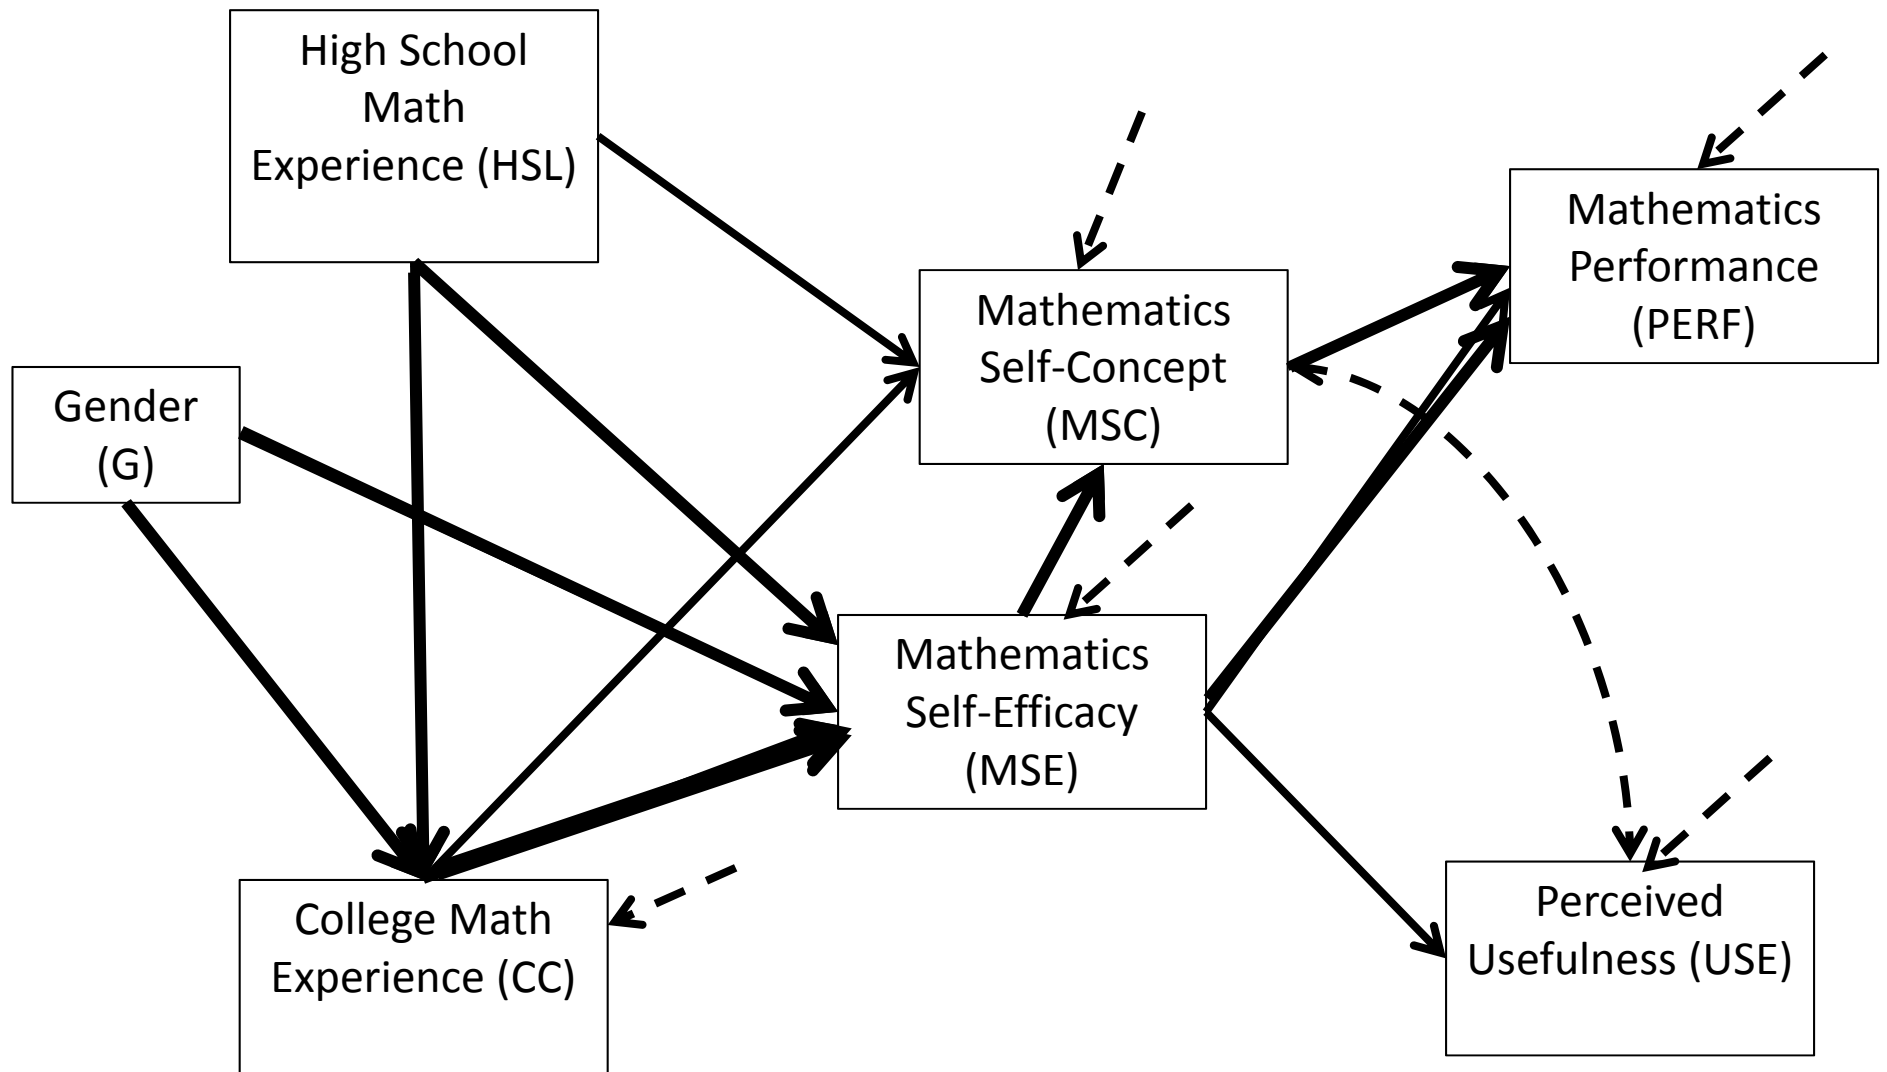 High School
Math
Experience (HSL)
Mathematics
Performance
(PERF)
Mathematics
Self-Concept
(MSC)
Gender
(G)
Mathematics
Self-Efficacy
(MSE)
College Math
Experience (CC)
Perceived
Usefulness (USE)